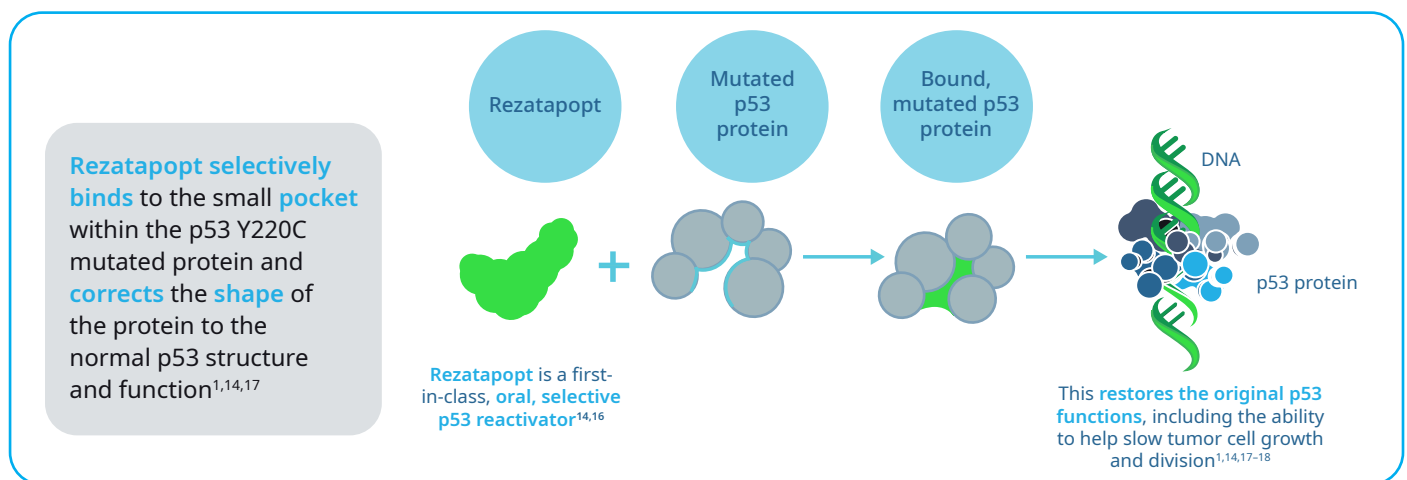 Rezatapopt selectively
binds to the small pocket
within the p53 Y220C
mutated protein and
corrects the shape of
the protein to the
normal p53 structure
and function1,14,17
Rezatapopt
Mutated
p53
protein
Bound,
mutated p53
protein
+
DNA
p53 protein
Rezatapopt is a first-
in-class, oral, selective
p53 reactivator14,16
This restores the original p53
functions, including the ability
to help slow tumor cell growth
and division1,14,17–18